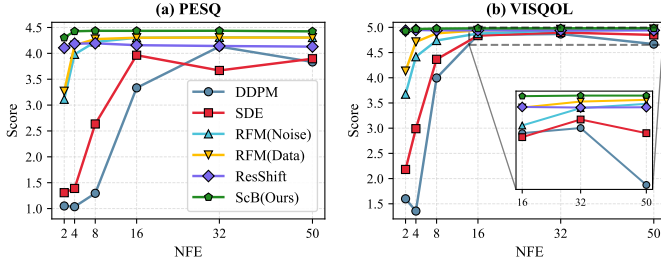 (a) PESQ
4.5
4.0
3.5
3.0
2.5
2.0
1.5
1.0
Score
2 4 8 16 32 50
NFE
DDPM
SDE
RFM(Noise)
RFM(Data)
ResShift
ScB(Ours)
(b) VISQOL
5.0
4.5
4.0
3.5
3.0
2.5
2.0
1.5
Score
16 32 50
2 4 8 16 32 50
NFE